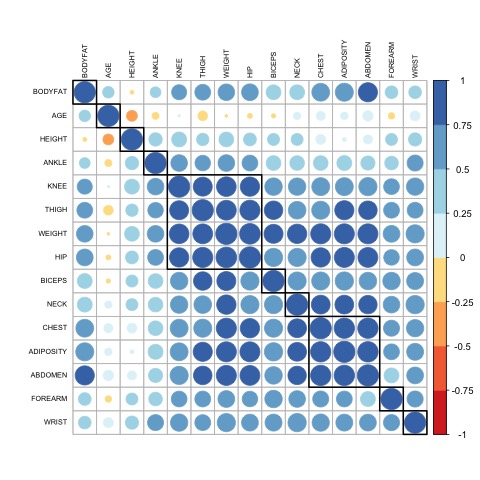 BODYFAT AGE HEIGHT ANKLE KNEE THIGH WEIGHT HIP BICEPS NECK CHEST ADIPOSITY ABDOMEN FOREARM WRIST
BODYFAT
AGE
HEIGHT
ANKLE
KNEE
THIGH
WEIGHT
HIP
BICEPS
NECK
CHEST
ADIPOSITY
ABDOMEN
FOREARM
WRIST
1
0.75
0.5
0.25
0
-0.25
-0.5
-0.75
-1